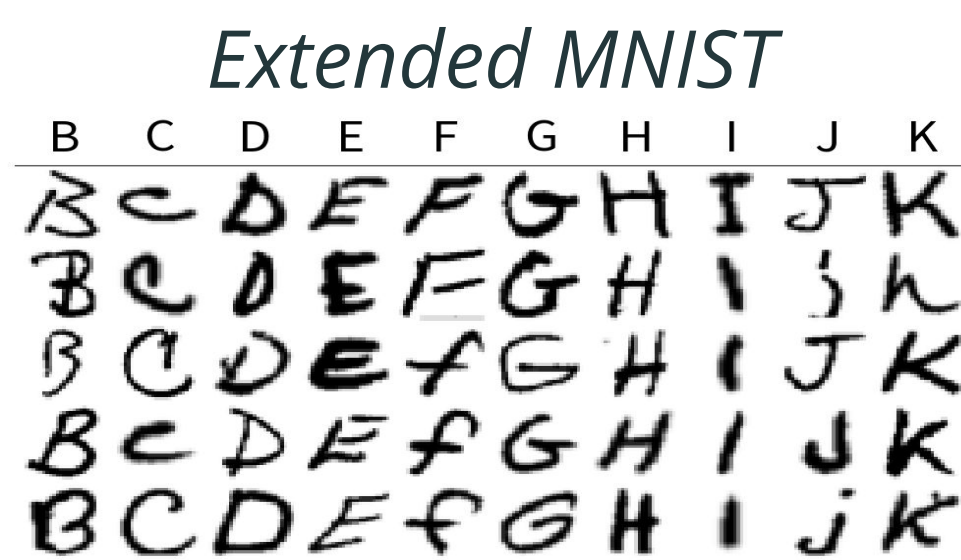 Extended MNIST
B C D E F G H I J K
B C D E F G H I J K
B C D E F G H I j h
B C D E f G H I J K
B C D E f G H I J K
B C D E f G H I j K